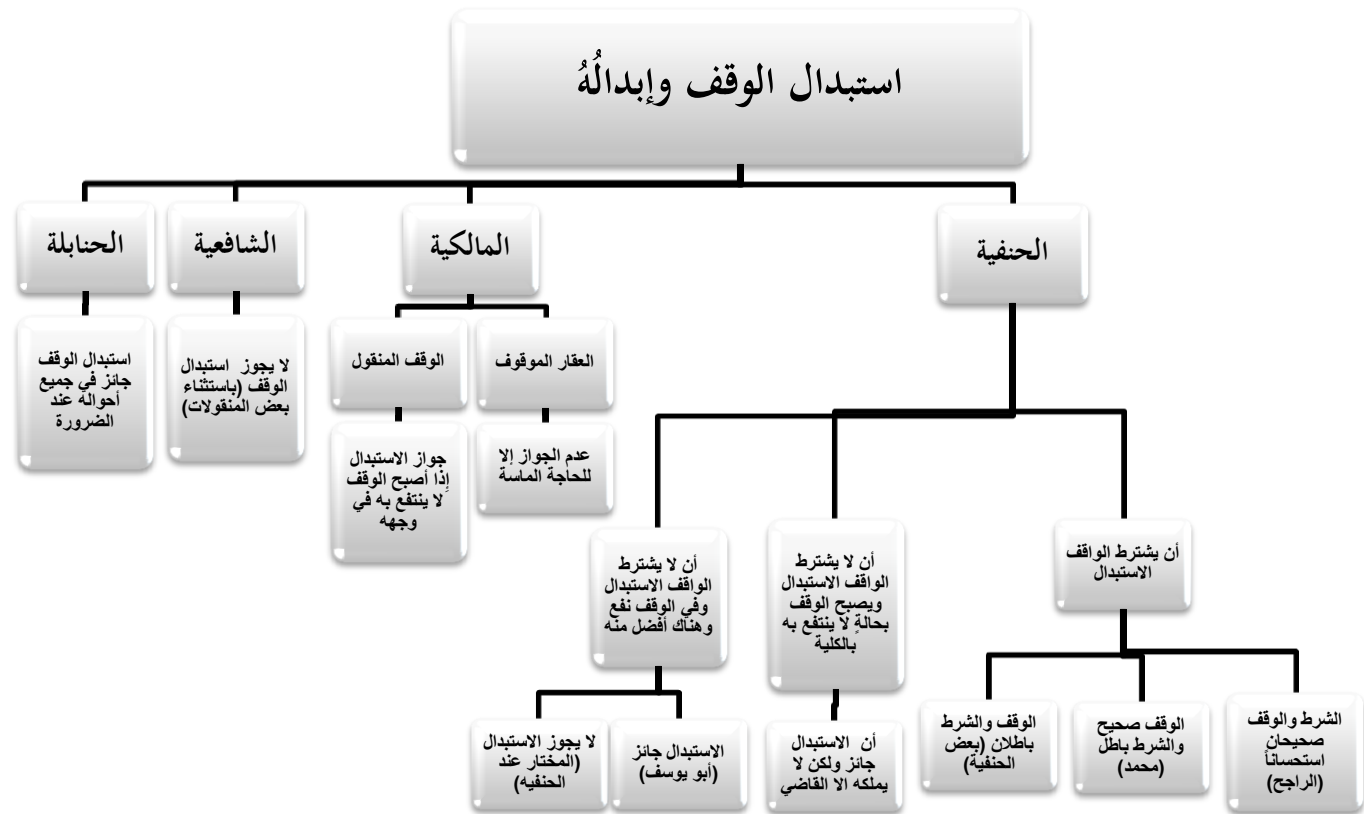 استبدال الوقف وإبدالُهُ
الحنفية
المالكية
الشافعية
الحنابلة
أن يشترط الواقف
الاستبدال
الشرط والوقف
صحيحان
استحساناً
(الراجح)
الوقف صحيح
والشرط باطل
(محمد)
الوقف والشرط
باطلان (بعض
الحنفية)
أن لا يشترط
الواقف الاستبدال
ويصبح الوقف
بحالةٍ لا ينتفع به
بالكلية
أن الاستبدال
جائز ولكن لا
يملكه الا القاضي
أن لا يشترط
الواقف الاستبدال
وفي الوقف نفع
وهناك أفضل منه
الاستبدال جائز
(أبو يوسف)
لا يجوز الاستبدال
(المختار عند
الحنفيه)
العقار الموقوف
عدم الجواز إلا
للحاجة الماسة
الوقف المنقول
جواز الاستبدال
إذا أصبح الوقف
لا ينتفع به في
وجهه
لا يجوز استبدال
الوقف (باستثناء
بعض المنقولات)
استبدال الوقف
جائز في جميع
أحواله عند
الضرورة